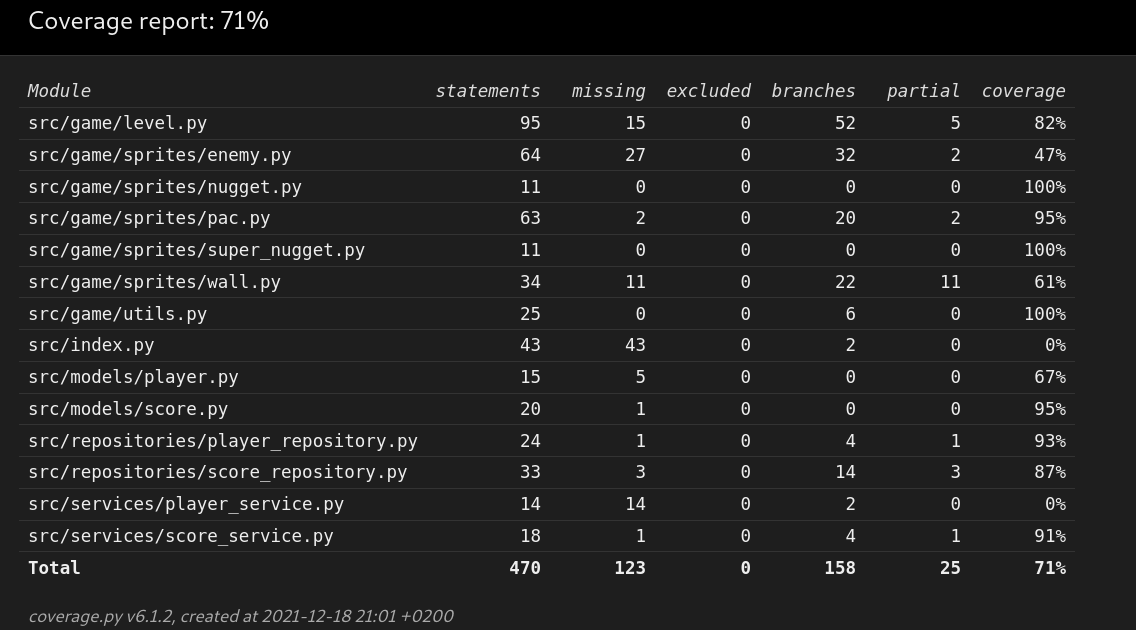 Coverage report: 71%
Module statements missing excluded branches partial coverage
src/game/level.py 95 15 0 52 5 82%
src/game/sprites/enemy.py 64 27 0 32 2 47%
src/game/sprites/nugget.py 11 0 0 0 0 100%
src/game/sprites/pac.py 63 2 0 20 2 95%
src/game/sprites/super_nugget.py 11 0 0 0 0 100%
src/game/sprites/wall.py 34 11 0 22 11 61%
src/game/utils.py 25 0 0 6 0 100%
src/index.py 43 43 0 2 0 0%
src/models/player.py 15 5 0 0 0 67%
src/models/score.py 20 1 0 0 0 95%
src/repositories/player_repository.py 24 1 0 4 1 93%
src/repositories/score_repository.py 33 3 0 14 3 87%
src/services/player_service.py 14 14 0 2 0 0%
src/services/score_service.py 18 1 0 4 1 91%
Total 470 123 0 158 25 71%
coverage.py v6.1.2, created at 2021-12-18 21:01 +0200